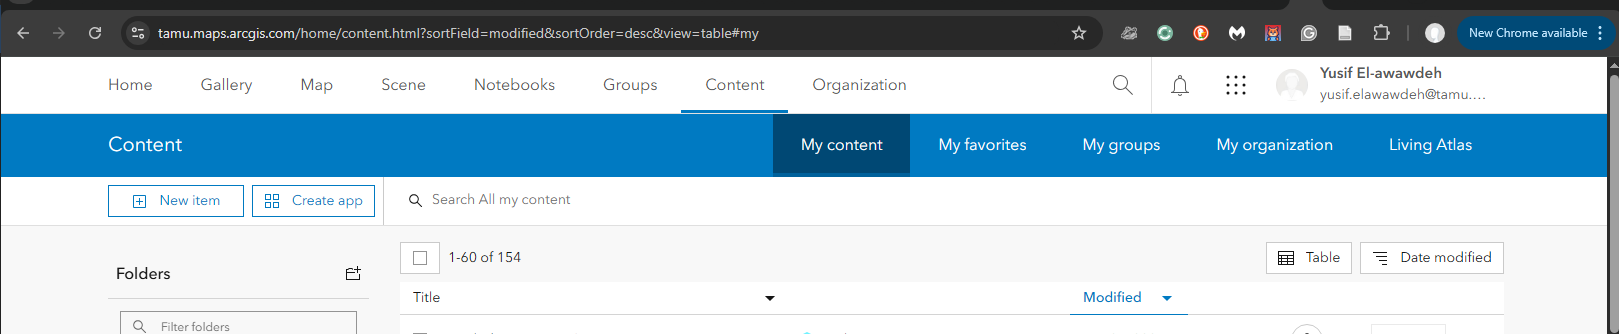 tamu.maps.arcgis.com/home/content.html?sortField=modified&sortOrder=desc&view=table#my
New Chrome available
Home Gallery Map Scene Notebooks Groups Content Organization
Yusif El-awawdeh
yusif.elawawdeh@tamu....
Content My content My favorites My groups My organization Living Atlas
New item Create app Search All my content
1-60 of 154 Table Date modified
Folders
Title Modified
Filter folders